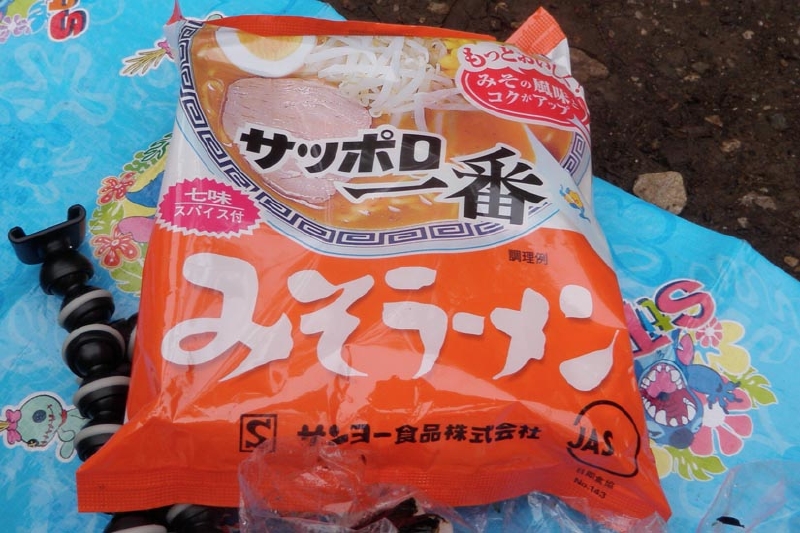 もっとおいしく
みその風味と
コクがアップ
サッポロ
一番
七味
スパイス付
調理例
みそラーメン
S サンヨー食品株式会社
JAS
No.143